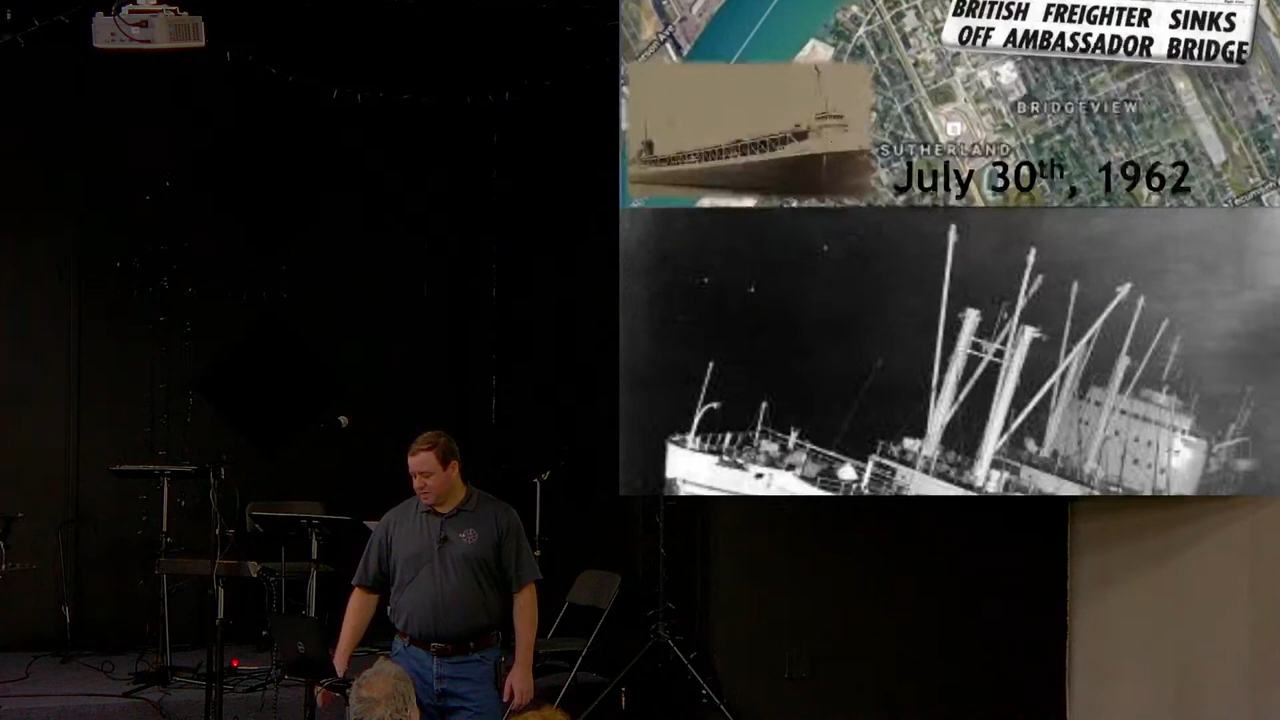 BRITISH FREIGHTER SINKS
OFF AMBASSADOR BRIDGE
BRIDGEVIEW
SUTHERLAND
July 30th, 1962